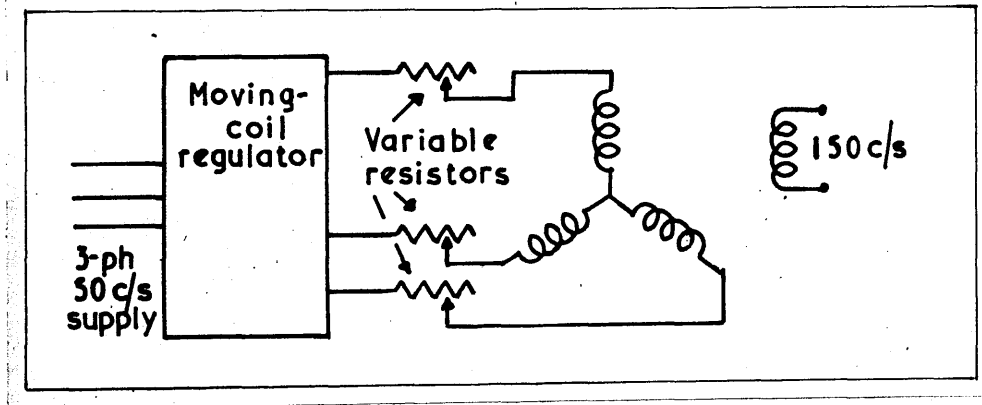 Moving-
coil
regulator
Variable
resistors
150 c/s
3-ph
50 c/s
supply